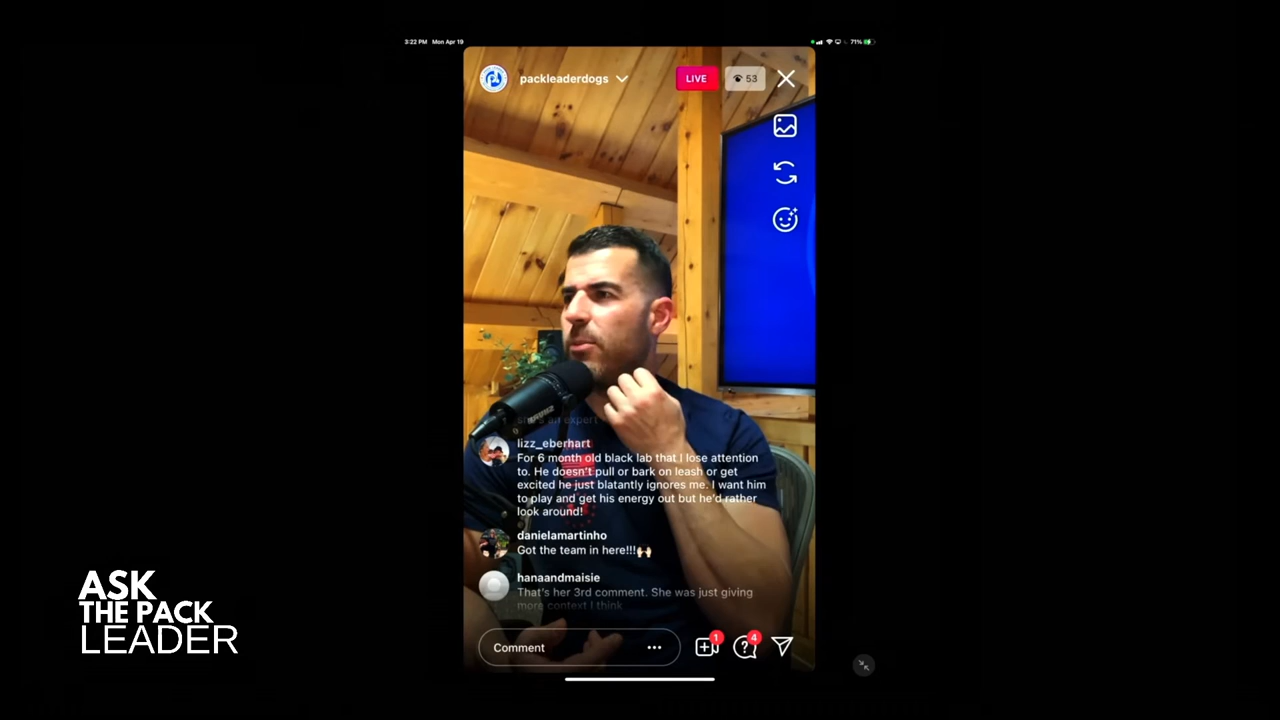 3:22 PM Mon Apr 19
71%
packleaderdogs
LIVE
53
she's an expert
lizz_eberhart
For 6 month old black lab that I lose attention
to. He doesn't pull or bark on leash or get
excited he just blatantly ignores me. I want him
to play and get his energy out but he'd rather
look around!
danielamartinho
Got the team in here!!!🙌🏻
hanaandmaisie
That's her 3rd comment. She was just giving
more context I think
Comment
1
4
ASK
THE PACK
LEADER